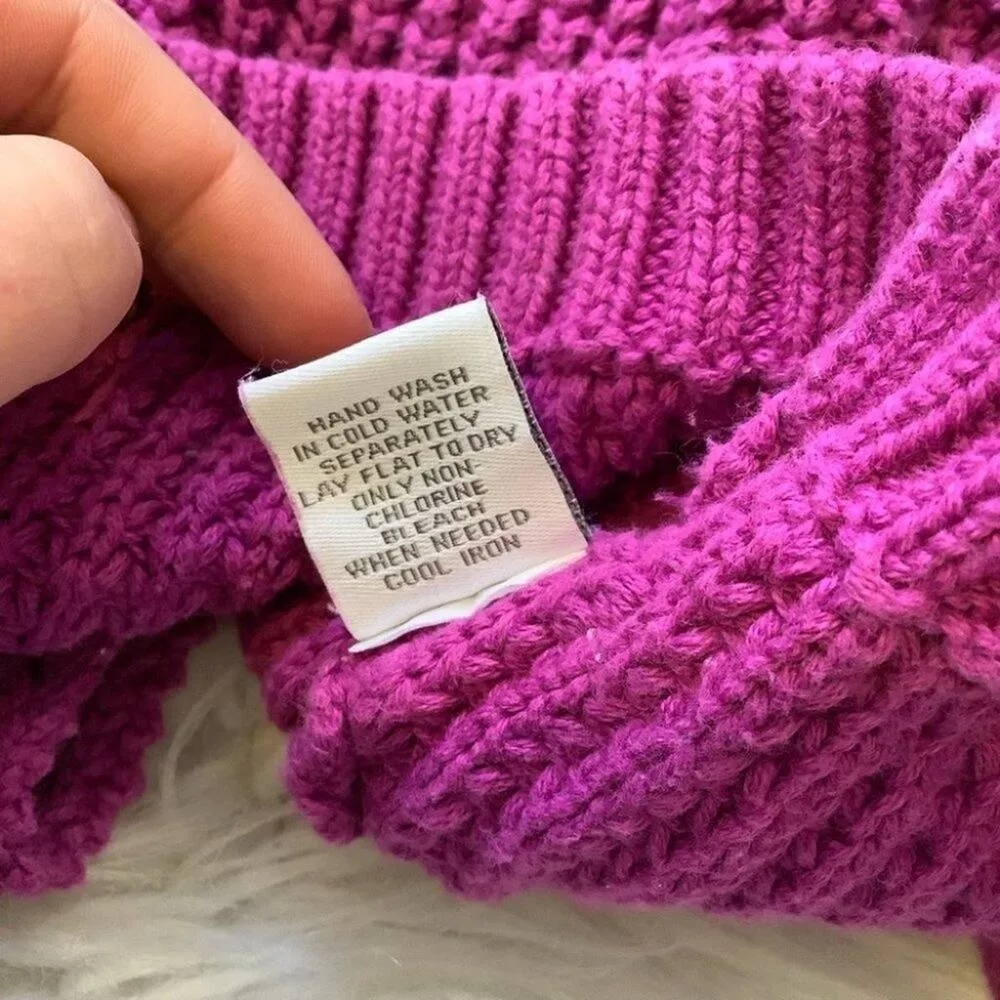 HAND WASH
IN COLD WATER
SEPARATELY
LAY FLAT TO DRY
ONLY NON-
CHLORINE
BLEACH
WHEN NEEDED
COOL IRON